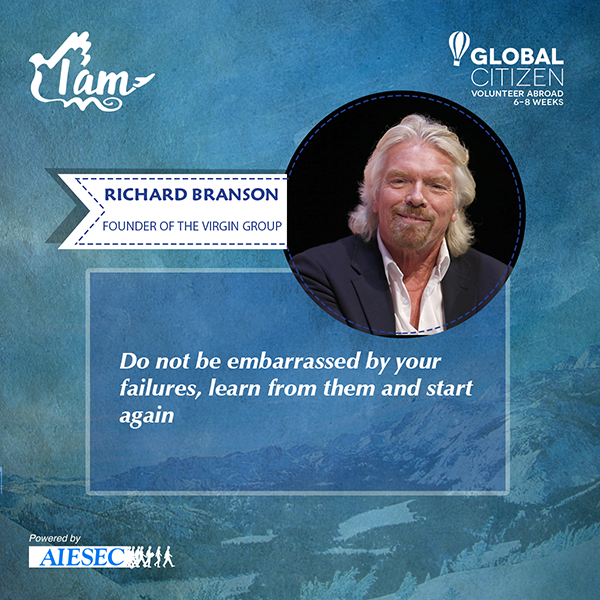 I am
GLOBAL
CITIZEN
VOLUNTEER ABROAD
6-8 WEEKS
RICHARD BRANSON
FOUNDER OF THE VIRGIN GROUP
Do not be embarrassed by your
failures, learn from them and start
again
Powered by
AIESEC